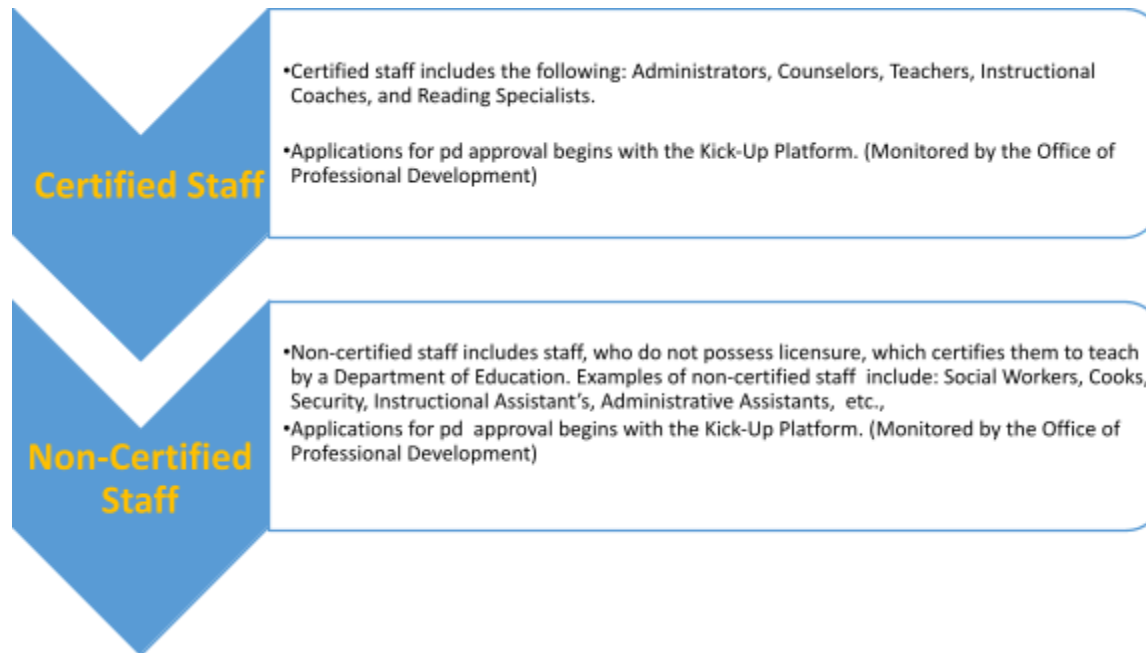 Certified Staff
•Certified staff includes the following: Administrators, Counselors, Teachers, Instructional
Coaches, and Reading Specialists.
•Applications for pd approval begins with the Kick-Up Platform. (Monitored by the Office of
Professional Development)
Non-Certified
Staff
•Non-certified staff includes staff, who do not possess licensure, which certifies them to teach
by a Department of Education. Examples of non-certified staff  include: Social Workers, Cooks,
Security, Instructional Assistant's, Administrative Assistants,  etc.,
•Applications for pd  approval begins with the Kick-Up Platform. (Monitored by the Office of
Professional Development)